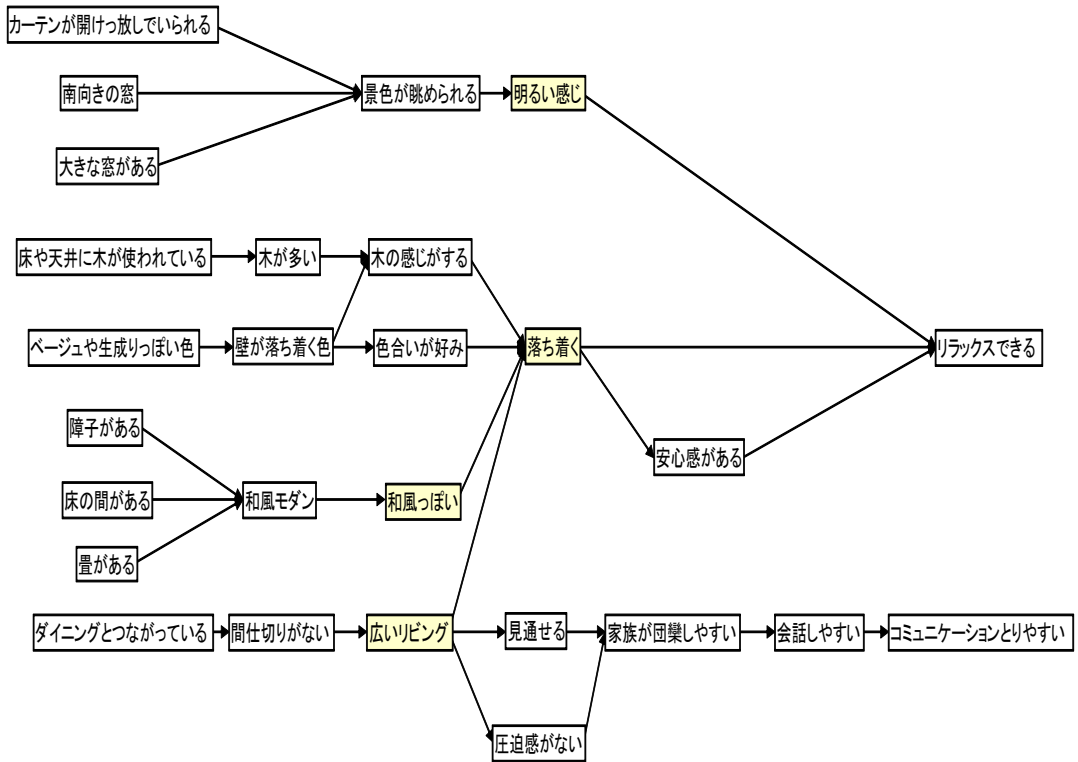 カーテンが開けっ放しでいられる
南向きの窓
景色が眺められる
明るい感じ
大きな窓がある
床や天井に木が使われている
木が多い
木の感じがする
ベージュや生成りっぽい色
壁が落ち着く色
色合いが好み
落ち着く
リラックスできる
障子がある
安心感がある
床の間がある
和風モダン
和風っぽい
畳がある
ダイニングとつながっている
間仕切りがない
広いリビング
見通せる
家族が団欒しやすい
会話しやすい
コミュニケーションとりやすい
圧迫感がない